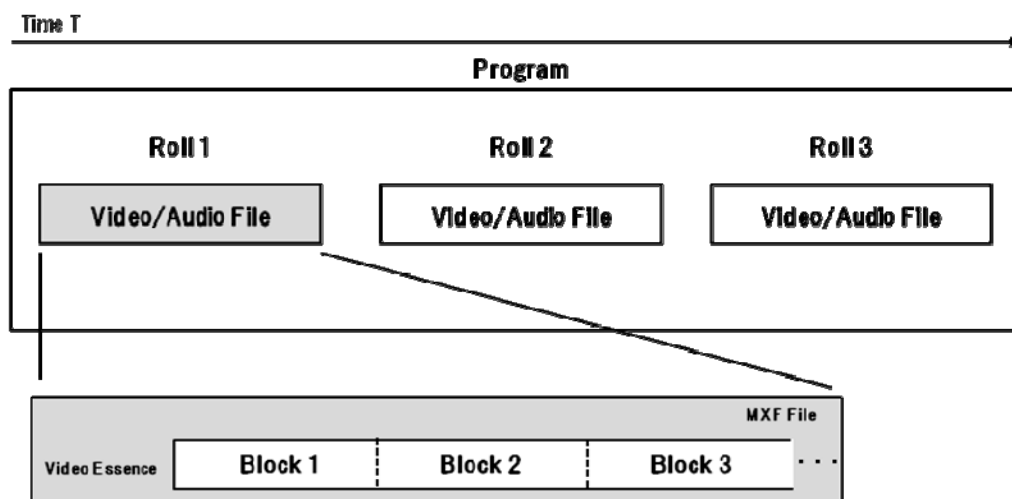 Time T
Program
Roll 1 Roll 2 Roll 3
Video/Audio File Video/Audio File Video/Audio File
MXF File
Video Essence Block 1 Block 2 Block 3 ...